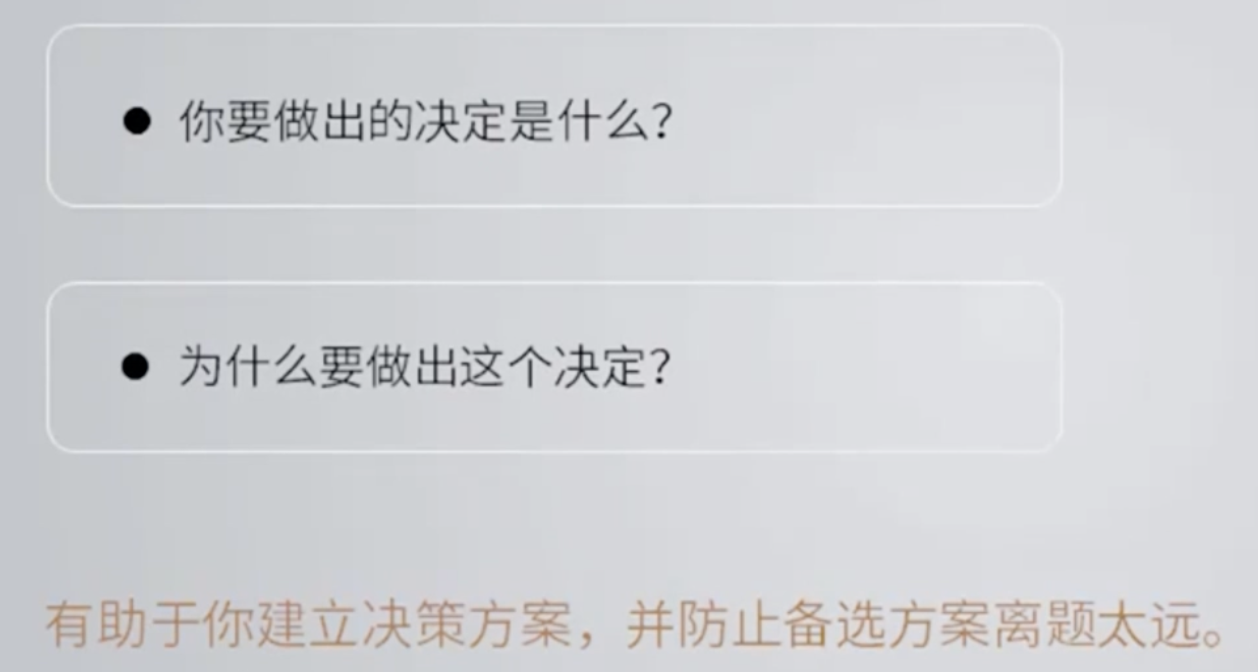 ● 你要做出的决定是什么？
● 为什么要做出这个决定？
有助于你建立决策方案，并防止备选方案离题太远。